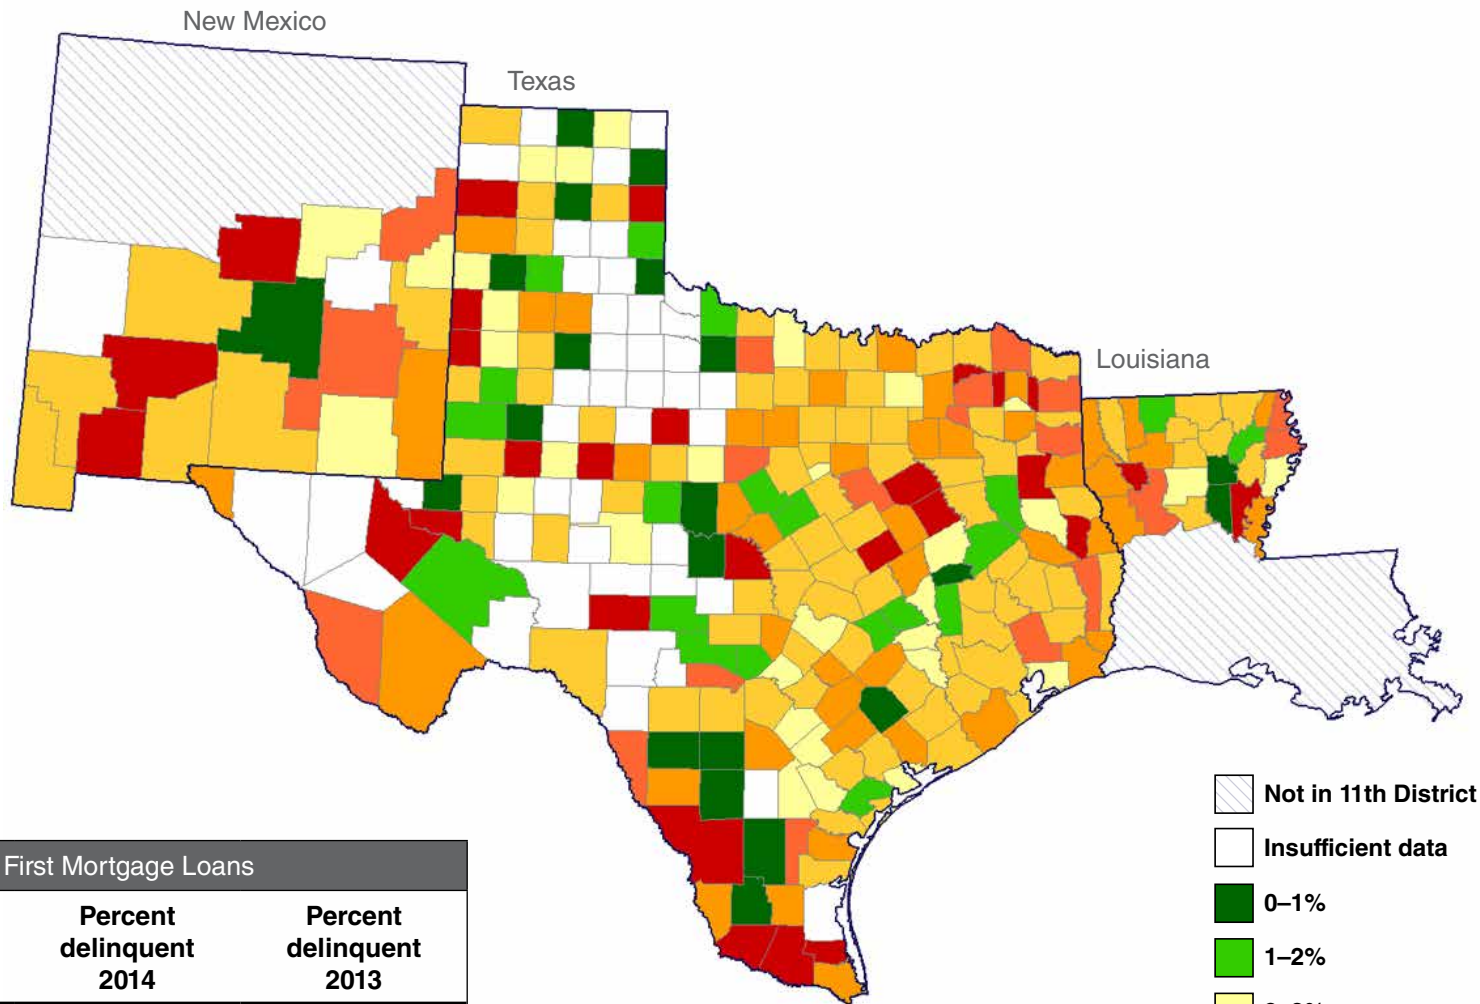 New Mexico
Texas
Louisiana
Not in 11th District
Insufficient data
0–1%
1–2%
First Mortgage Loans
Percent delinquent 2014
Percent delinquent 2013